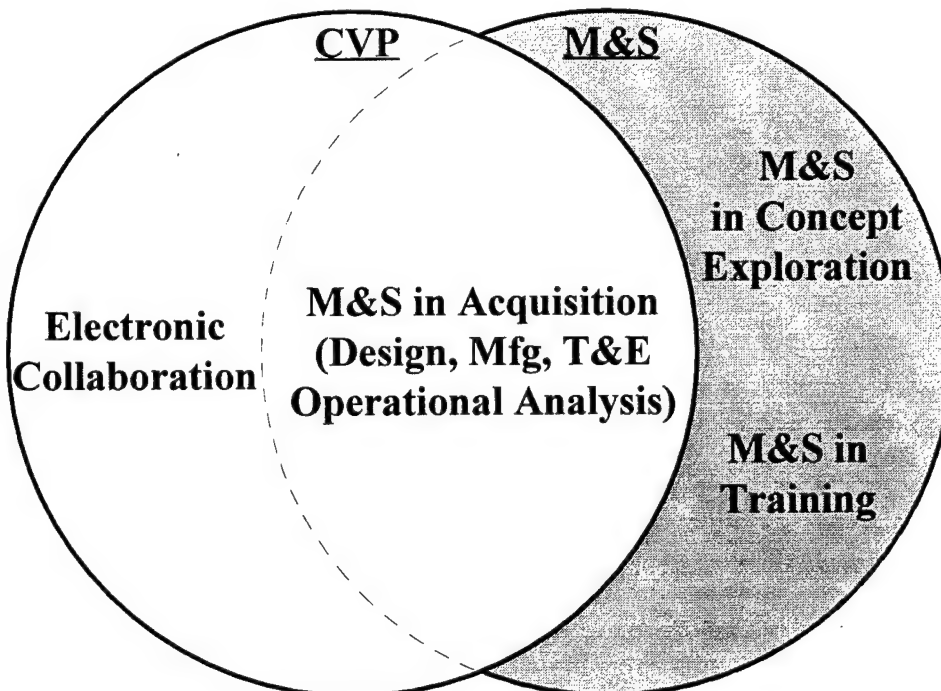 CVP
M&S
M&S
in Concept
Exploration
Electronic
Collaboration
M&S in Acquisition
(Design, Mfg, T&E
Operational Analysis)
M&S in
Training